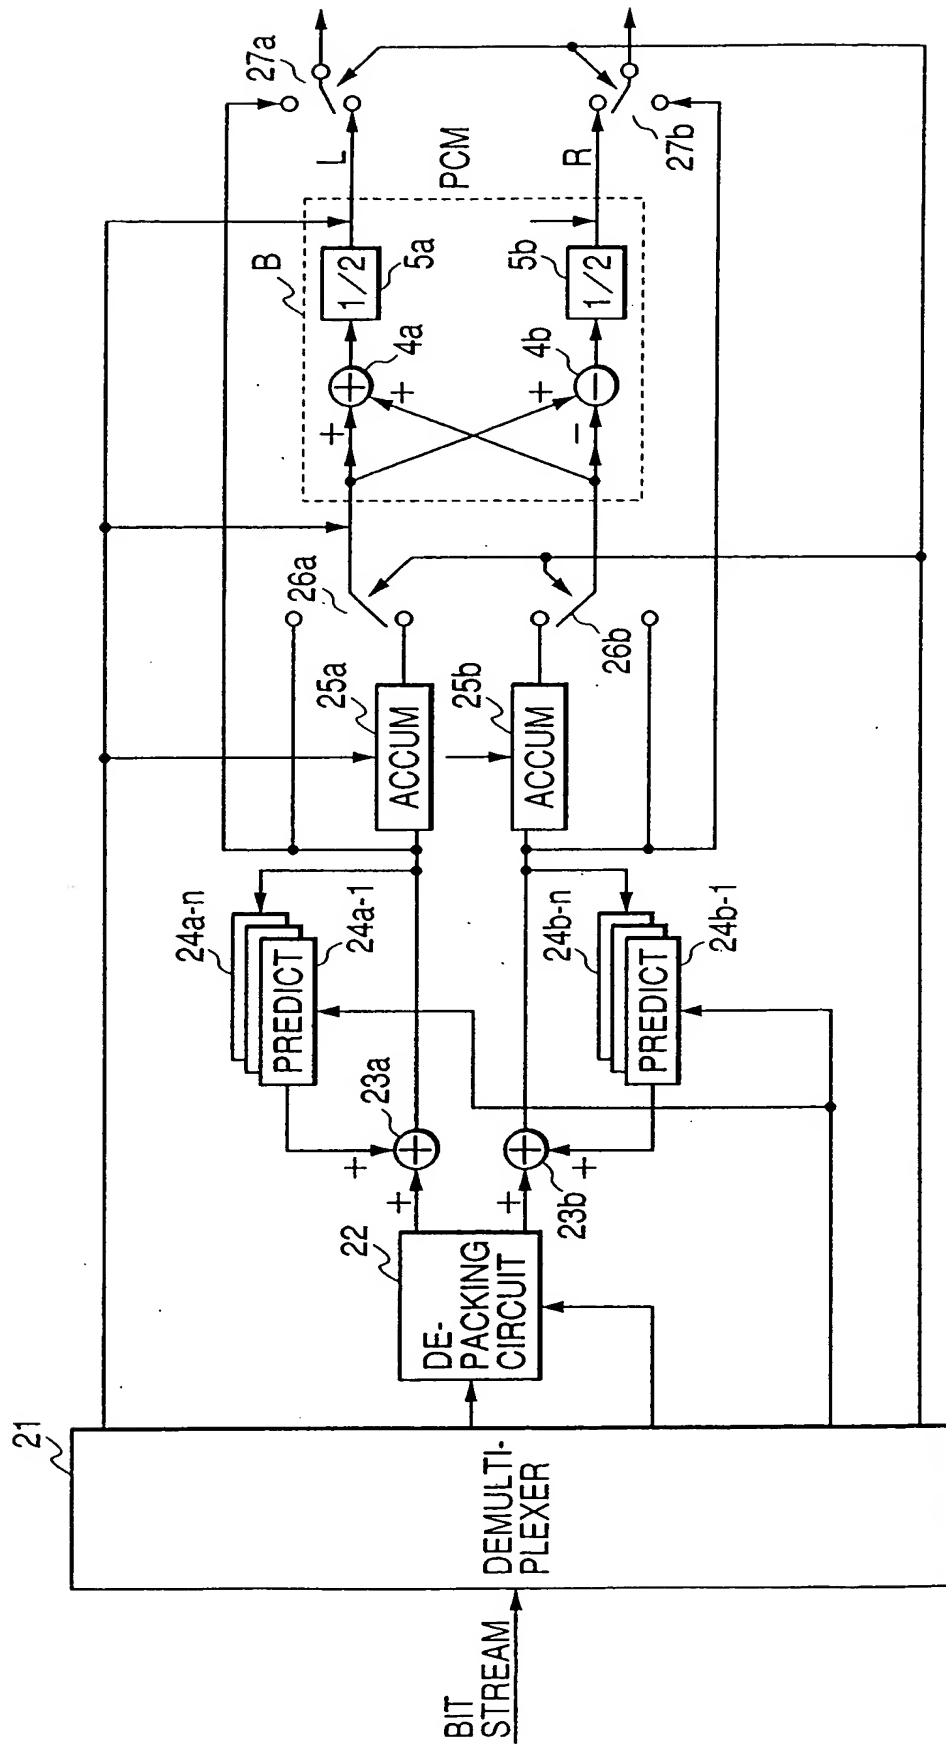 BIT
STREAM
21
DEMULTI-
PLEXER
22
DE-
PACKING
CIRCUIT
+
+
23a
+
+
23b
+
+
24a-n
24a-1
PREDICT
24b-n
24b-1
PREDICT
25a
ACCUM
25b
ACCUM
26a
26b
B
+
+
4a
+
+
-
4b
-
1/2
5a
1/2
5b
L
PCM
R
27a
27b